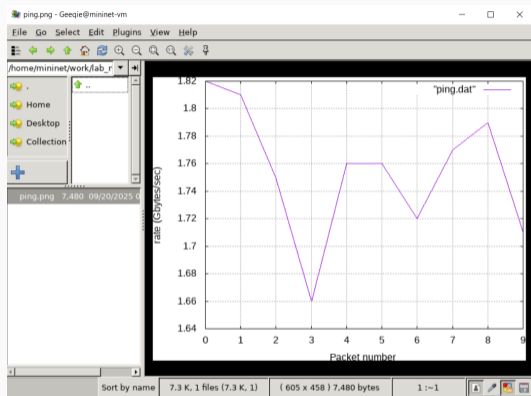 ping.png - Geeqie@mininet-vm
File Go Select Edit Plugins View Help
/home/mininet/work/lab_r
.
Home
Desktop
Collection
..
ping.png 7,480 09/20/2025 0
"ping.dat"
rate (Gbytes/sec)
1.82
1.8
1.78
1.76
1.74
1.72
1.7
1.68
1.66
1.64
0 1 2 3 4 5 6 7 8 9
Packet number
Sort by name 7.3 K, 1 files (7.3 K, 1) ( 605 x 458 ) 7,480 bytes 1 :~1